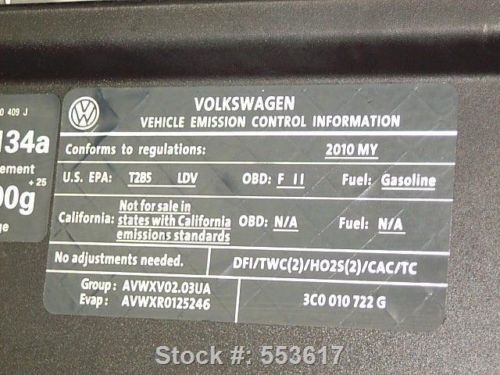 0 409 J
134a
ement
+ 25
00g
ge
VOLKSWAGEN
VEHICLE EMISSION CONTROL INFORMATION
Conforms to regulations: 2010 MY
U.S. EPA: T2B5 LDV OBD: F II Fuel: Gasoline
California: Not for sale in states with California emissions standards OBD: N/A Fuel: N/A
No adjustments needed. DFI/TWC(2)/HO2S(2)/CAC/TC
Group : AVWXV02.03UA
Evap : AVWXR0125246 3C0 010 722 G
Stock #: 553617